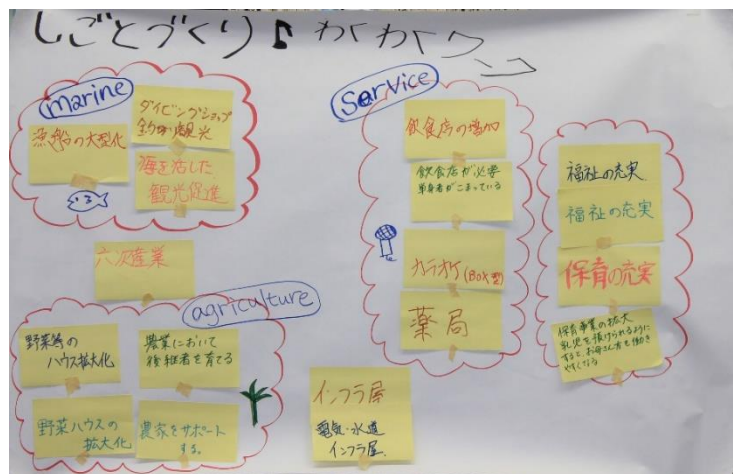 しごとづくり♪わくわくワーク
marine
漁船の大型化
ダイビングショップ
釣り観光
海を活した
観光促進
六次産業
agriculture
野菜等の
ハウス拡大化
農業において
後継者を育てる
野菜ハウスの
拡大化
農家をサポート
する。
Service
飲食店の増加
飲食店が必要
単身者がこまっている
カラオケ(BOX型)
薬局
インフラ屋
電気・水道
インフラ屋
福祉の充実
福祉の充実
保育の充実
保育事業の拡大
乳児を預けられるように
すると、お母さん方も働き
やすくなる